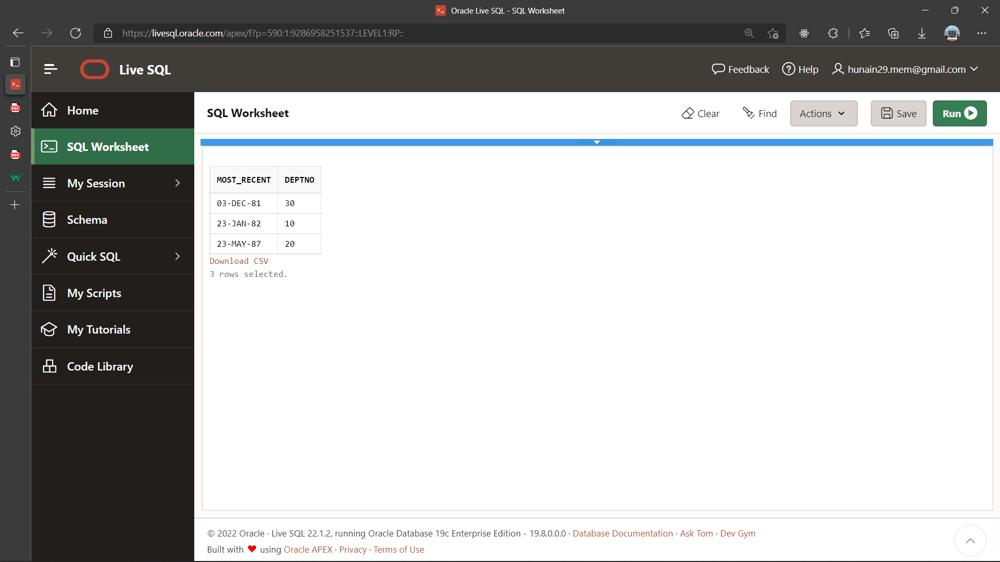 Oracle Live SQL - SQL Worksheet
https://livesql.oracle.com/apex/f?p=590:1:9286958251537::LEVEL1:RP::
Live SQL
Feedback
Help
hunain29.mem@gmail.com
Home
SQL Worksheet
My Session
Schema
Quick SQL
My Scripts
My Tutorials
Code Library
SQL Worksheet
Clear
Find
Actions
Save
Run
MOST_RECENT DEPTNO
03-DEC-81 30
23-JAN-82 10
23-MAY-87 20
Download CSV
3 rows selected.
© 2022 Oracle · Live SQL 22.1.2, running Oracle Database 19c Enterprise Edition - 19.8.0.0.0 · Database Documentation · Ask Tom · Dev Gym
Built with ❤ using Oracle APEX · Privacy · Terms of Use
PDF
PDF
W3